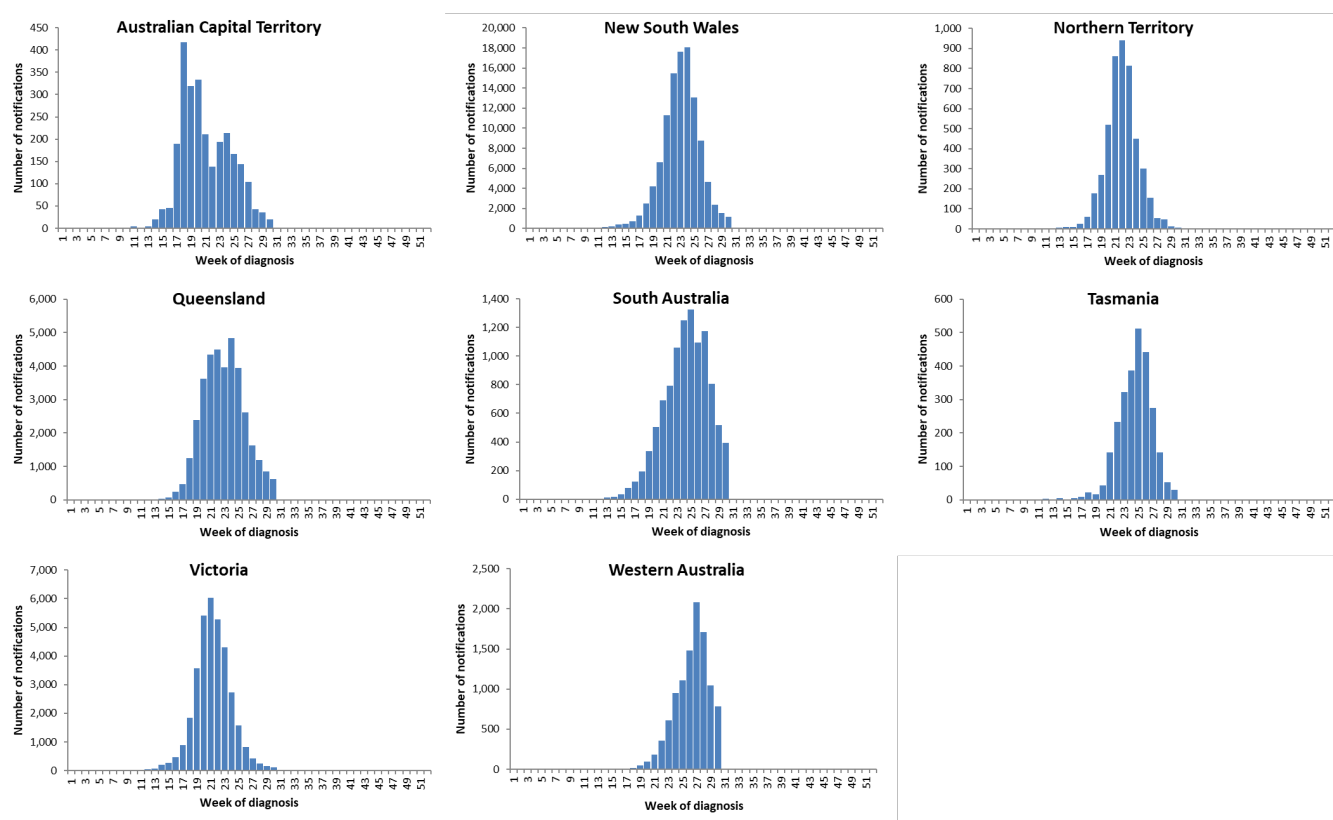 Australian Capital Territory
Number of notifications
450
400
350
300
250
200
150
100
50
0
1 3 5 7 9 11 13 15 17 19 21 23 25 27 29 31 33 35 37 39 41 43 45 47 49 51
Week of diagnosis
New South Wales
Number of notifications
20,000
18,000
16,000
14,000
12,000
10,000
8,000
6,000
4,000
2,000
0
1 3 5 7 9 11 13 15 17 19 21 23 25 27 29 31 33 35 37 39 41 43 45 47 49 51
Week of diagnosis
Northern Territory
Number of notifications
1,000
900
800
700
600
500
400
300
200
100
0
1 3 5 7 9 11 13 15 17 19 21 23 25 27 29 31 33 35 37 39 41 43 45 47 49 51
Week of diagnosis
Queensland
Number of notifications
6,000
5,000
4,000
3,000
2,000
1,000
0
1 3 5 7 9 11 13 15 17 19 21 23 25 27 29 31 33 35 37 39 41 43 45 47 49 51
Week of diagnosis
South Australia
Number of notifications
1,400
1,200
1,000
800
600
400
200
0
1 3 5 7 9 11 13 15 17 19 21 23 25 27 29 31 33 35 37 39 41 43 45 47 49 51
Week of diagnosis
Tasmania
Number of notifications
600
500
400
300
200
100
0
1 3 5 7 9 11 13 15 17 19 21 23 25 27 29 31 33 35 37 39 41 43 45 47 49 51
Week of diagnosis
Victoria
Number of notifications
7,000
6,000
5,000
4,000
3,000
2,000
1,000
0
1 3 5 7 9 11 13 15 17 19 21 23 25 27 29 31 33 35 37 39 41 43 45 47 49 51
Week of diagnosis
Western Australia
Number of notifications
2,500
2,000
1,500
1,000
500
0
1 3 5 7 9 11 13 15 17 19 21 23 25 27 29 31 33 35 37 39 41 43 45 47 49 51
Week of diagnosis